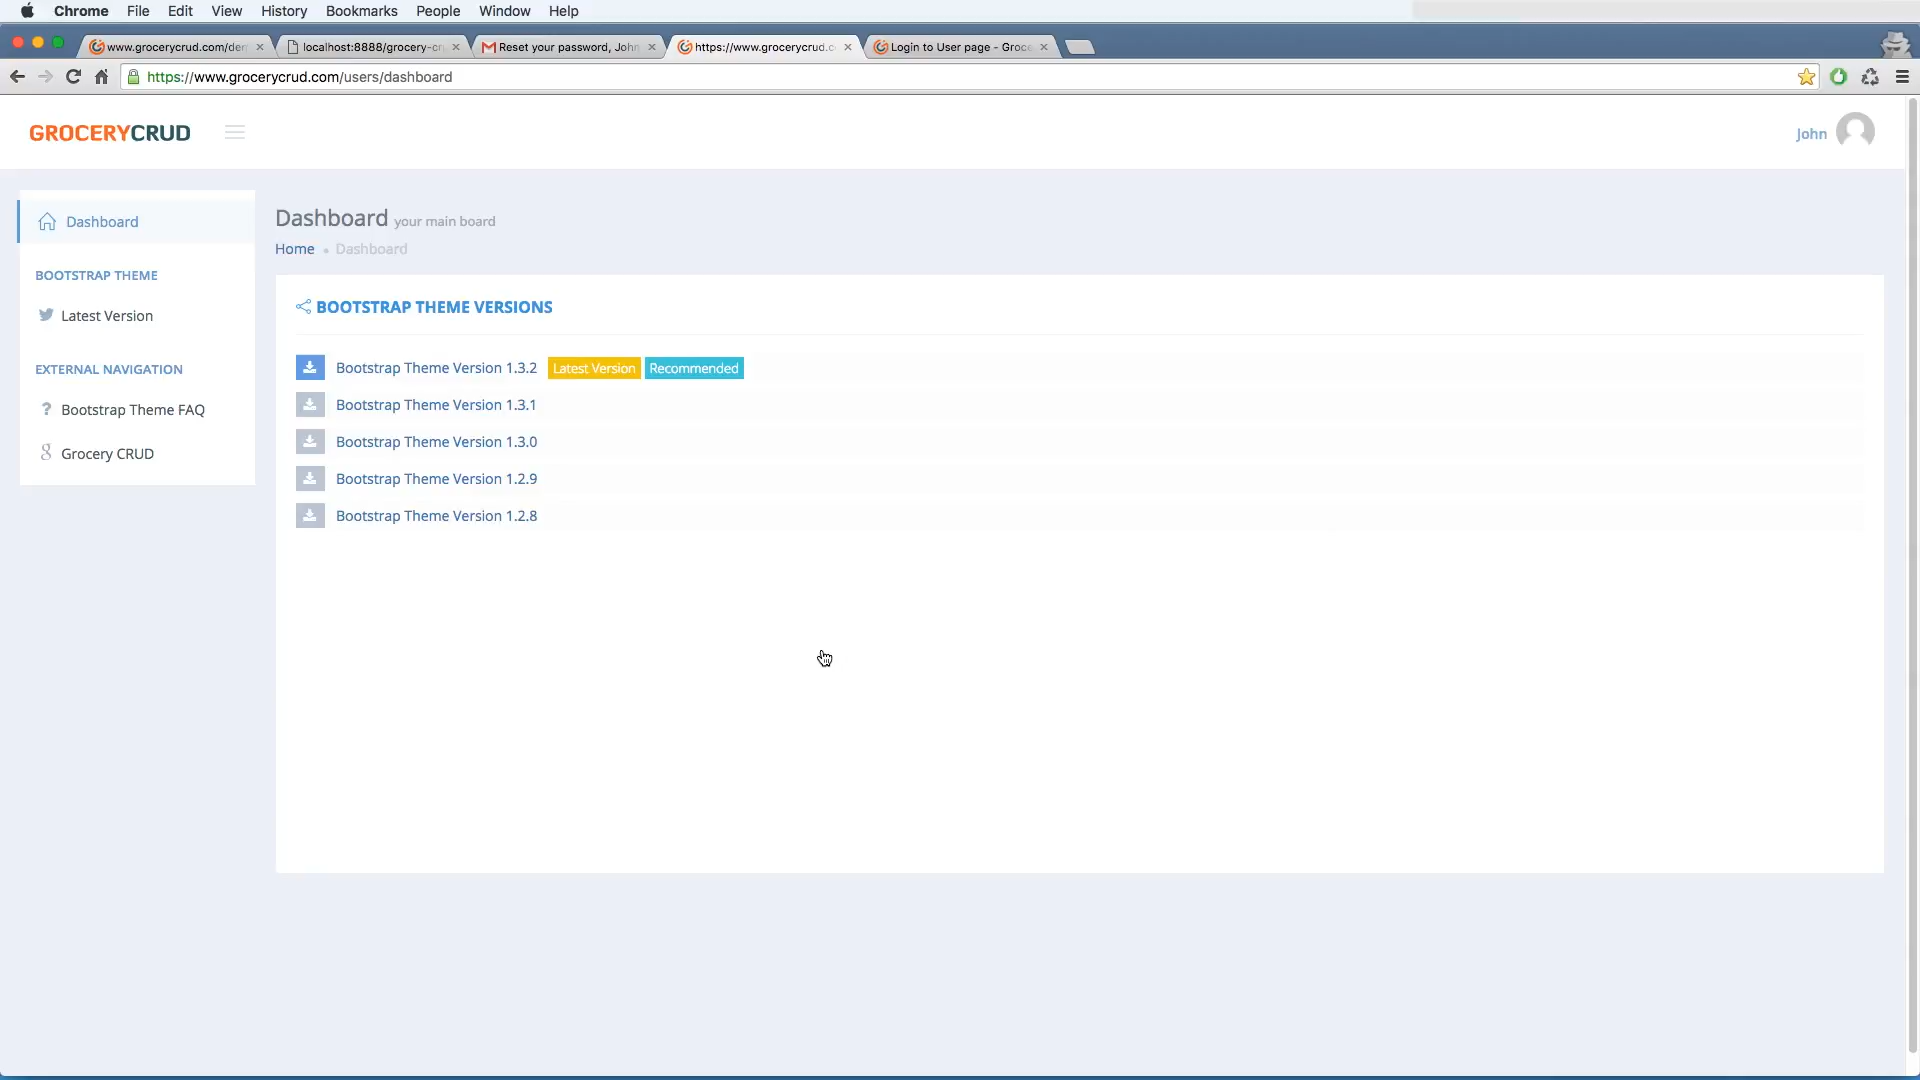 Chrome File Edit View History Bookmarks People Window Help
www.grocerycrud.com/der localhost:8888/grocery-cr Reset your password, John https://www.grocerycrud.c Login to User page - Groce
https://www.grocerycrud.com/users/dashboard
GROCERYCRUD
John
Dashboard
BOOTSTRAP THEME
Latest Version
EXTERNAL NAVIGATION
? Bootstrap Theme FAQ
Grocery CRUD
Dashboard your main board
Home • Dashboard
BOOTSTRAP THEME VERSIONS
Bootstrap Theme Version 1.3.2 Latest Version Recommended
Bootstrap Theme Version 1.3.1
Bootstrap Theme Version 1.3.0
Bootstrap Theme Version 1.2.9
Bootstrap Theme Version 1.2.8